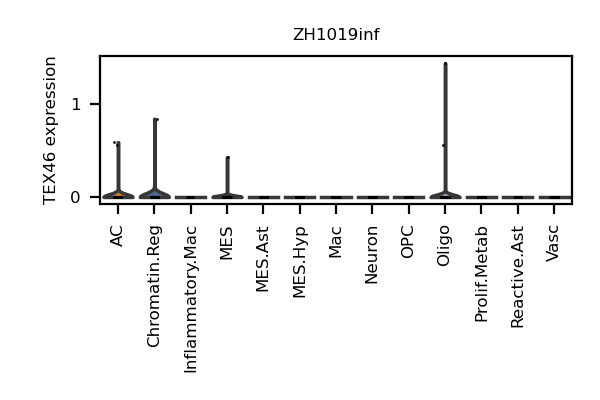 ZH1019inf
TEX46 expression
1
0
AC
Chromatin.Reg
Inflammatory.Mac
MES
MES.Ast
MES.Hyp
Mac
Neuron
OPC
Oligo
Prolif.Metab
Reactive.Ast
Vasc